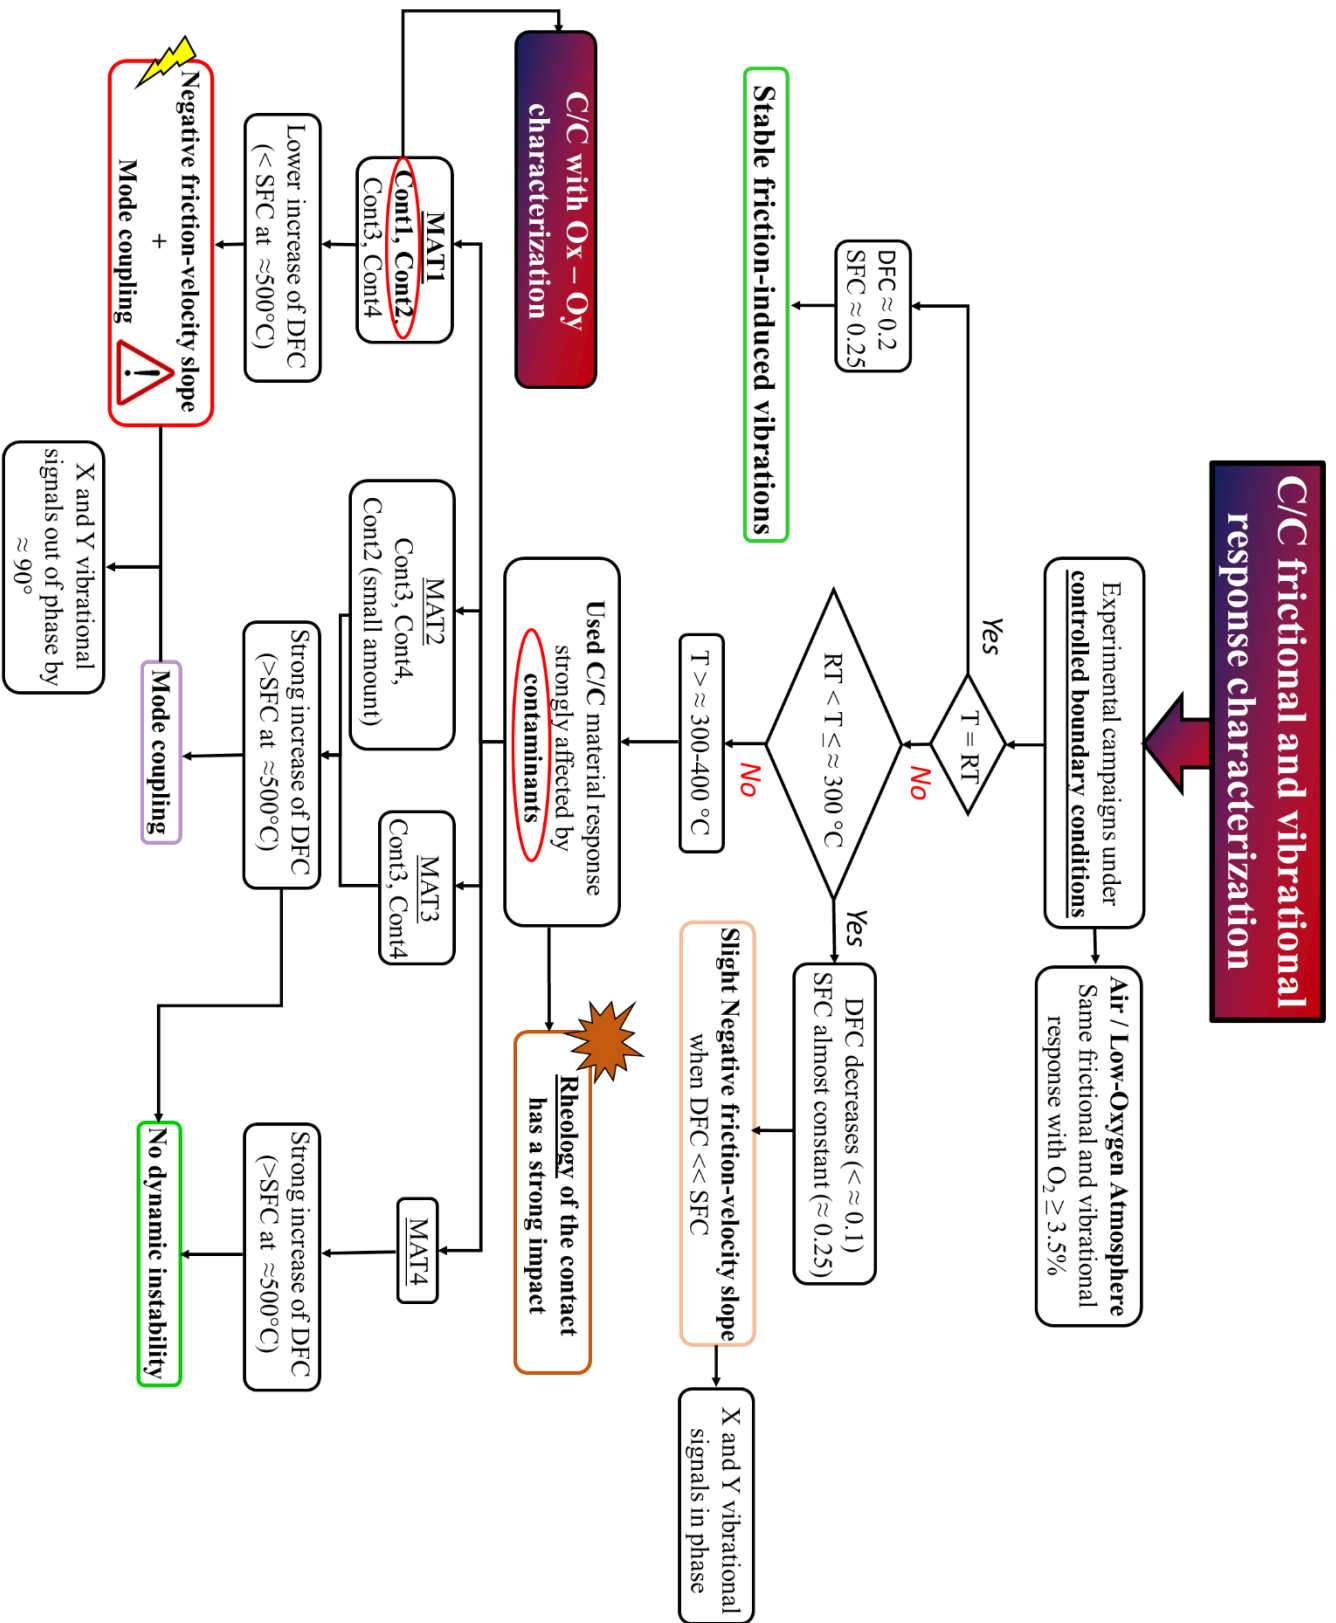 C/C frictional and vibrational
response characterization
Experimental campaigns under
controlled boundary conditions
Air / Low-Oxygen Atmosphere
Same frictional and vibrational
response with O₂ ≥ 3.5%
T = RT
Yes
No
DFC ≈ 0.2
SFC ≈ 0.25
Stable friction-induced vibrations
RT < T ≤ ≈ 300 °C
Yes
No
DFC decreases (< ≈ 0.1)
SFC almost constant (≈ 0.25)
Slight Negative friction-velocity slope
when DFC << SFC
X and Y vibrational
signals in phase
T > ≈ 300-400 °C
Used C/C material response
strongly affected by
contaminants
Rheology of the contact
has a strong impact
C/C with Ox – Oy
characterization
MAT1
Cont1, Cont2,
Cont3, Cont4
MAT2
Cont3, Cont4,
Cont2 (small amount)
MAT3
Cont3, Cont4
MAT4
Lower increase of DFC
(< SFC at ≈500°C)
Strong increase of DFC
(>SFC at ≈500°C)
Strong increase of DFC
(>SFC at ≈500°C)
Negative friction-velocity slope
+
Mode coupling
!
Mode coupling
No dynamic instability
X and Y vibrational
signals out of phase by
≈ 90°